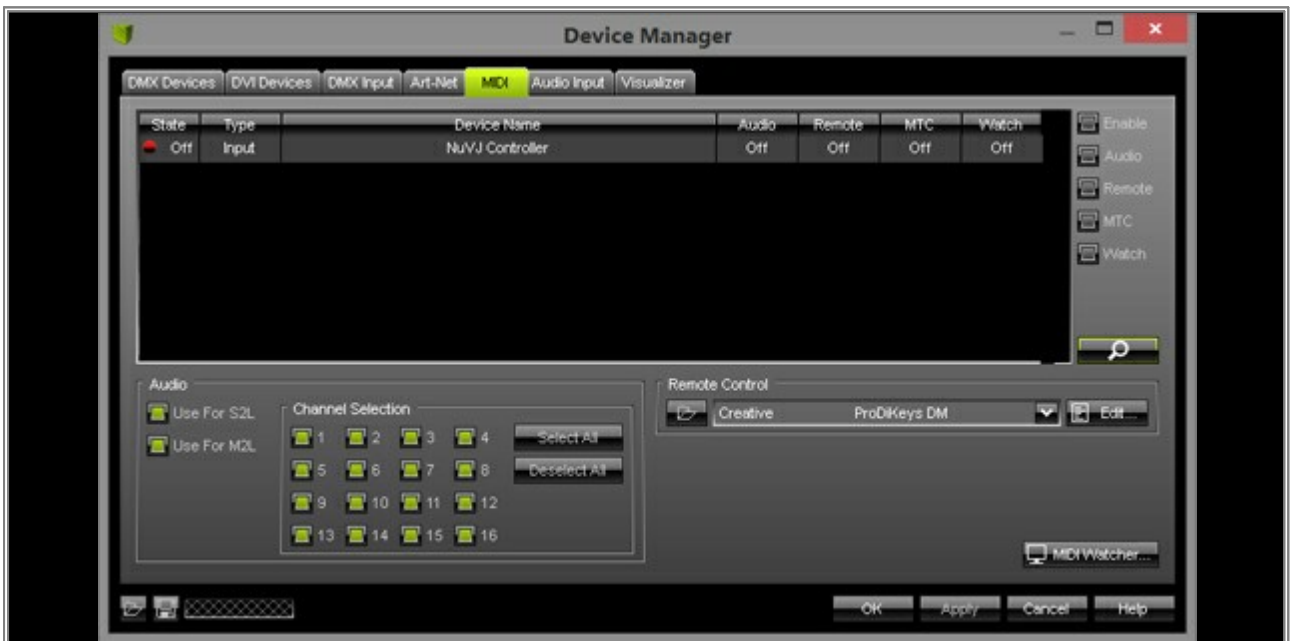 Device Manager
DMX Devices DVI Devices DMX Input Art-Net MIDI Audio Input Visualizer
State Type Device Name Audio Remote MTC Watch
Off Input NuVJ Controller Off Off Off Off
Enable
Audio
Remote
MTC
Watch
Audio
Use For S2L
Use For M2L
Channel Selection
1 2 3 4 Select All
5 6 7 8 Deselect All
9 10 11 12
13 14 15 16
Remote Control
Creative ProDiKeys DM Edit...
MIDI Watcher...
OK Apply Cancel Help